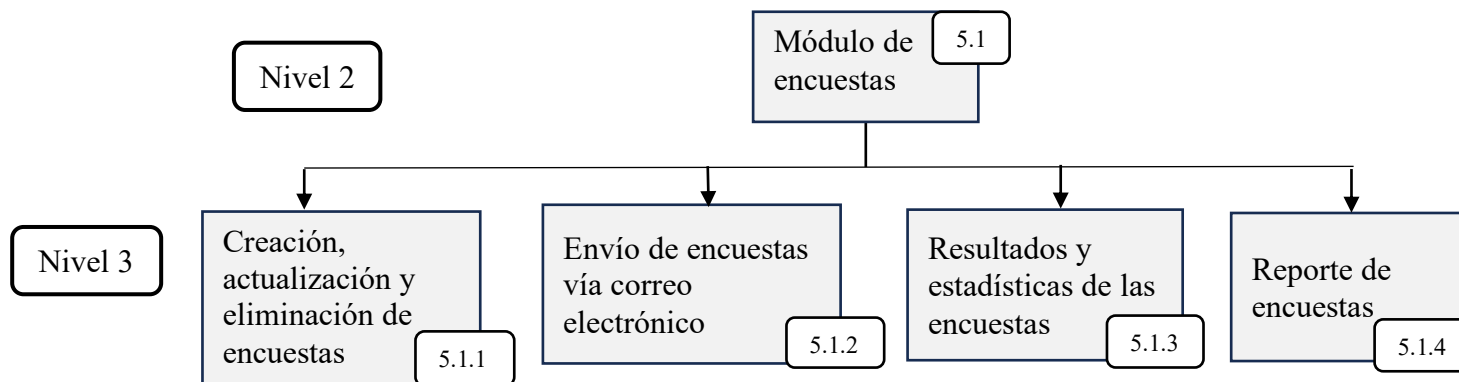 Nivel 2
Módulo de
encuestas
5.1
Nivel 3
Creación,
actualización y
eliminación de
encuestas
5.1.1
Envío de encuestas
vía correo
electrónico
5.1.2
Resultados y
estadísticas de las
encuestas
5.1.3
Reporte de
encuestas
5.1.4